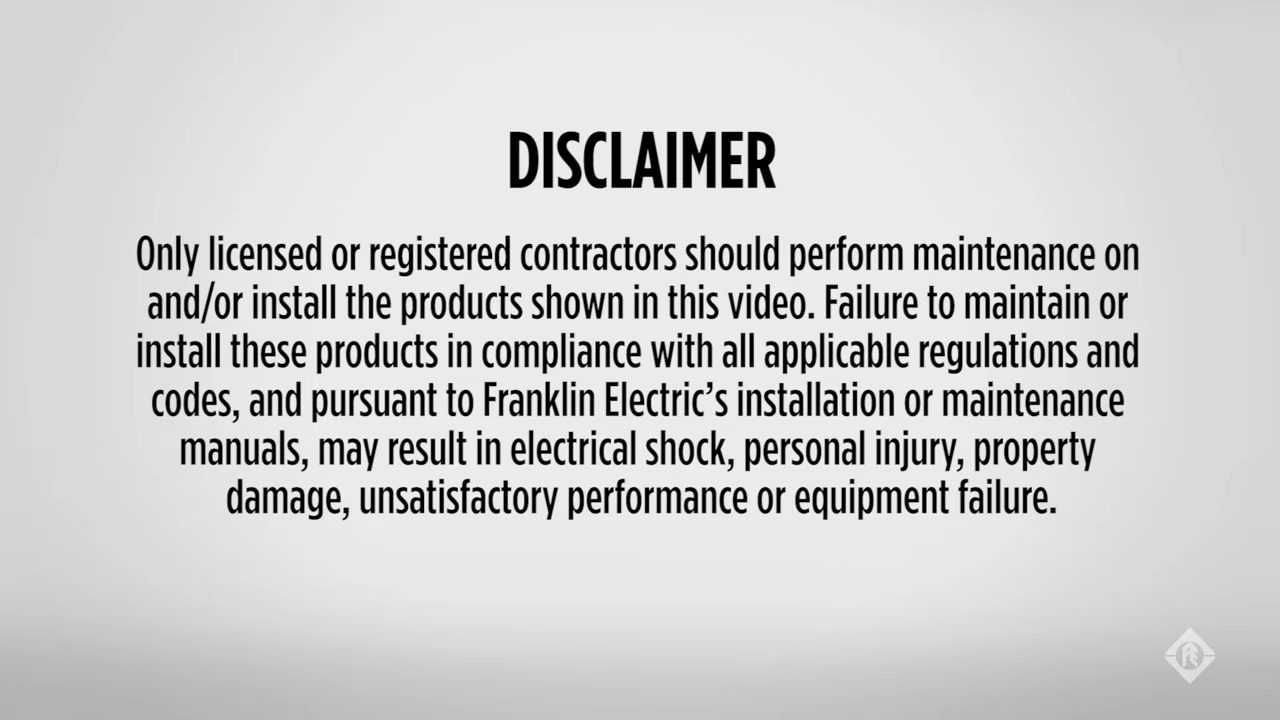 DISCLAIMER
Only licensed or registered contractors should perform maintenance on
and/or install the products shown in this video. Failure to maintain or
install these products in compliance with all applicable regulations and
codes, and pursuant to Franklin Electric’s installation or maintenance
manuals, may result in electrical shock, personal injury, property
damage, unsatisfactory performance or equipment failure.
FE